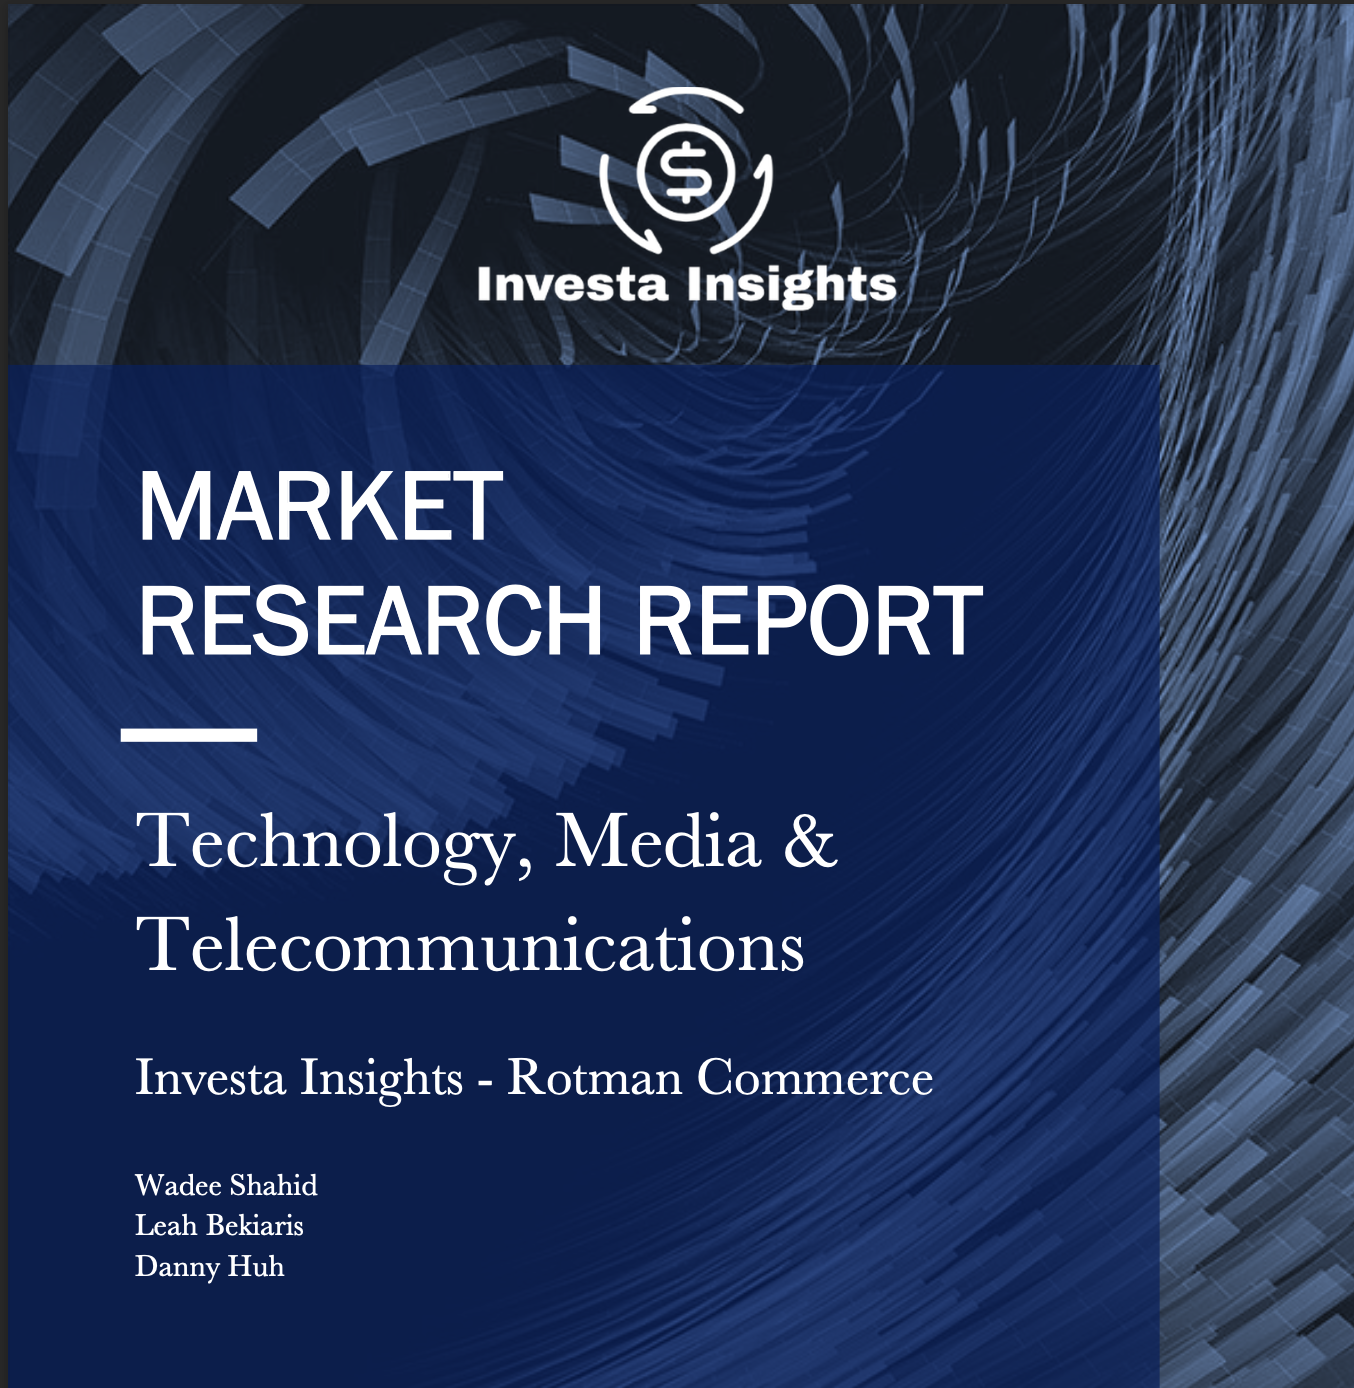 Investa Insights
MARKET
RESEARCH REPORT
Technology, Media &
Telecommunications
Investa Insights - Rotman Commerce
Wadee Shahid
Leah Bekiaris
Danny Huh